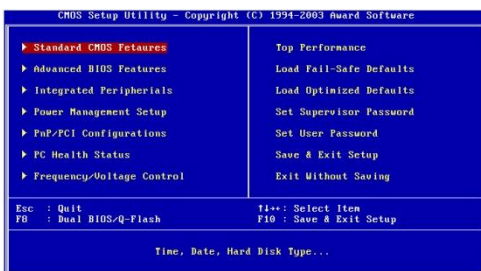 CMOS Setup Utility - Copyright (C) 1994-2003 Award Software
Standard CMOS Fetaures
Advanced BIOS Features
Integrated Peripherials
Power Management Setup
PnP/PCI Configurations
PC Health Status
Frequency/Voltage Control
Top Performance
Load Fail-Safe Defaults
Load Optimized Defaults
Set Supervisor Password
Set User Password
Save & Exit Setup
Exit Without Saving
Esc : Quit
F8 : Dual BIOS/Q-Flash
↑↓→←: Select Item
F10 : Save & Exit Setup
Time, Date, Hard Disk Type...